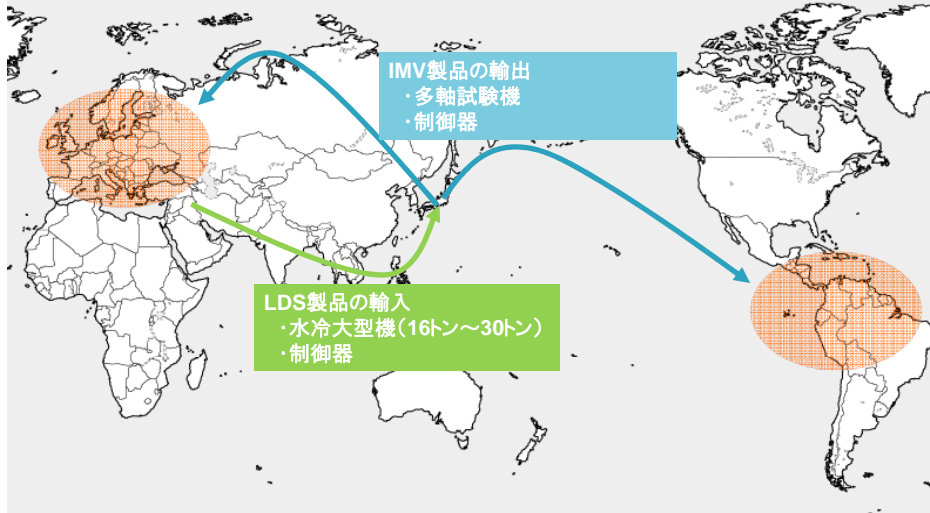 IMV製品の輸出
・多軸試験機
・制御器
LDS製品の輸入
・水冷大型機（16トン～30トン）
・制御器